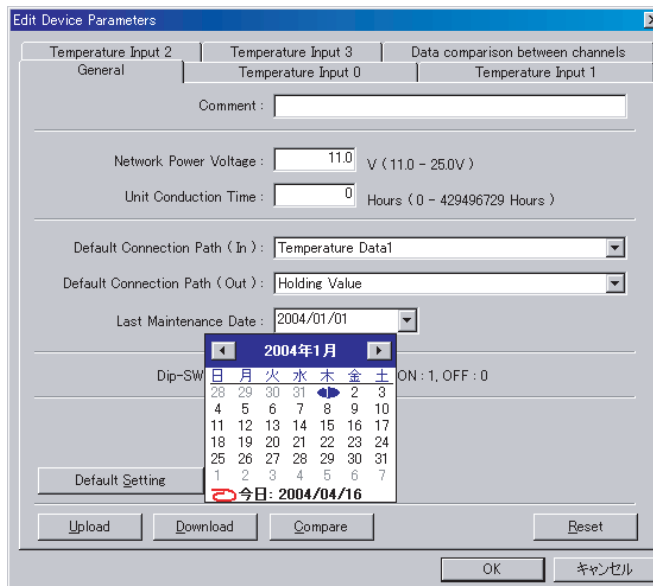 Edit Device Parameters
Temperature Input 2 Temperature Input 3 Data comparison between channels
General Temperature Input 0 Temperature Input 1
Comment :
Network Power Voltage : 11.0 V ( 11.0 - 25.0V )
Unit Conduction Time : 0 Hours ( 0 - 429496729 Hours )
Default Connection Path ( In ) : Temperature Data1
Default Connection Path ( Out ) : Holding Value
Last Maintenance Date : 2004/01/01
2004年1月
Dip-SW ON : 1, OFF : 0
日 月 火 水 木 金 土
28 29 30 31 1 2 3
4 5 6 7 8 9 10
11 12 13 14 15 16 17
18 19 20 21 22 23 24
25 26 27 28 29 30 31
1 2 3 4 5 6 7
今日: 2004/04/16
Default Setting
Upload Download Compare Reset
OK キャンセル